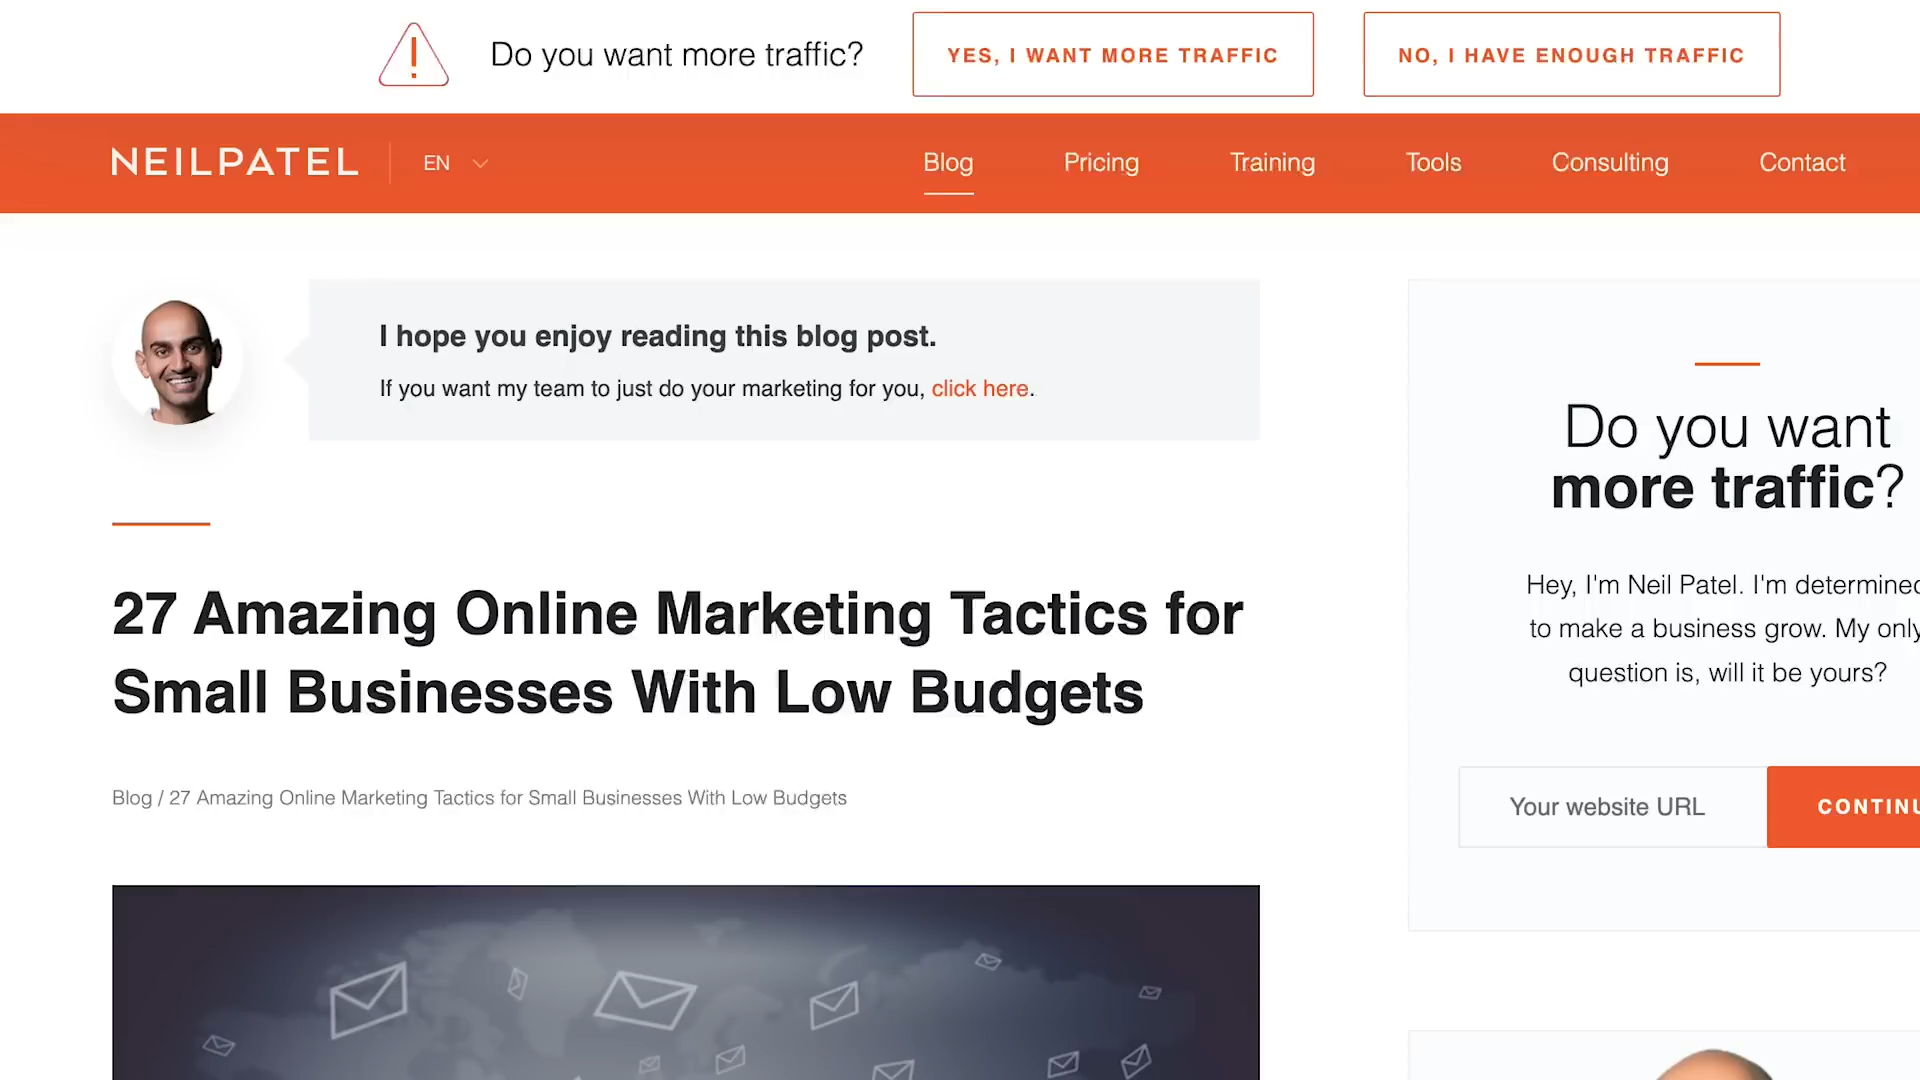 Do you want more traffic?
YES, I WANT MORE TRAFFIC
NO, I HAVE ENOUGH TRAFFIC
NEILPATEL
EN
Blog
Pricing
Training
Tools
Consulting
Contact
I hope you enjoy reading this blog post.
If you want my team to just do your marketing for you, click here.
27 Amazing Online Marketing Tactics for
Small Businesses With Low Budgets
Blog / 27 Amazing Online Marketing Tactics for Small Businesses With Low Budgets
Do you want
more traffic?
Hey, I'm Neil Patel. I'm determined
to make a business grow. My only
question is, will it be yours?
Your website URL
CONTINU